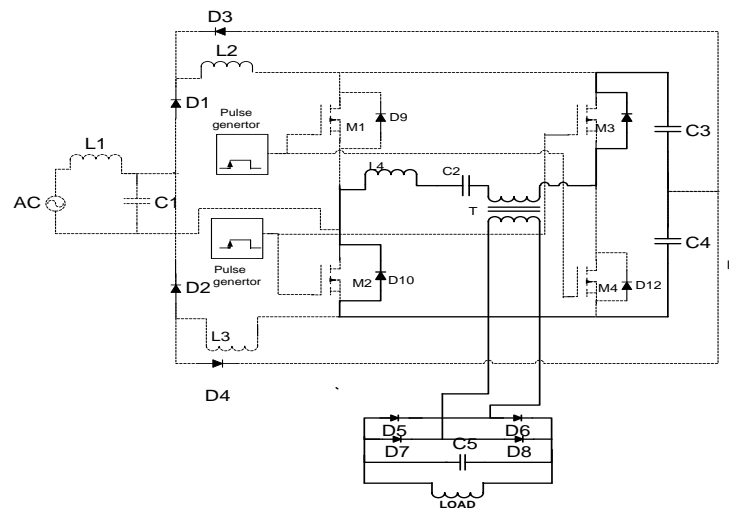 D3
L2
D1
Pulse
genertor
M1
D9
M3
C3
L1
L4
C2
AC
C1
T
C4
Pulse
genertor
D2
M2
D10
M4
D12
L3
D4
D5
D6
D7
C5
D8
LOAD